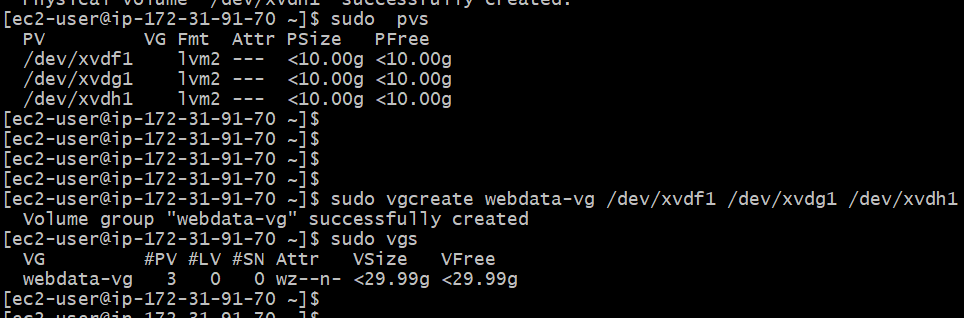 Physical volume "/dev/xvdh1" successfully created.
[ec2-user@ip-172-31-91-70 ~]$ sudo  pvs
  PV         VG Fmt  Attr PSize   PFree
  /dev/xvdf1    lvm2 ---  <10.00g <10.00g
  /dev/xvdg1    lvm2 ---  <10.00g <10.00g
  /dev/xvdh1    lvm2 ---  <10.00g <10.00g
[ec2-user@ip-172-31-91-70 ~]$
[ec2-user@ip-172-31-91-70 ~]$
[ec2-user@ip-172-31-91-70 ~]$
[ec2-user@ip-172-31-91-70 ~]$
[ec2-user@ip-172-31-91-70 ~]$ sudo vgcreate webdata-vg /dev/xvdf1 /dev/xvdg1 /dev/xvdh1
  Volume group "webdata-vg" successfully created
[ec2-user@ip-172-31-91-70 ~]$ sudo vgs
  VG         #PV #LV #SN Attr   VSize   VFree
  webdata-vg   3   0   0 wz--n- <29.99g <29.99g
[ec2-user@ip-172-31-91-70 ~]$
[ec2-user@ip-172-31-91-70 ~]$